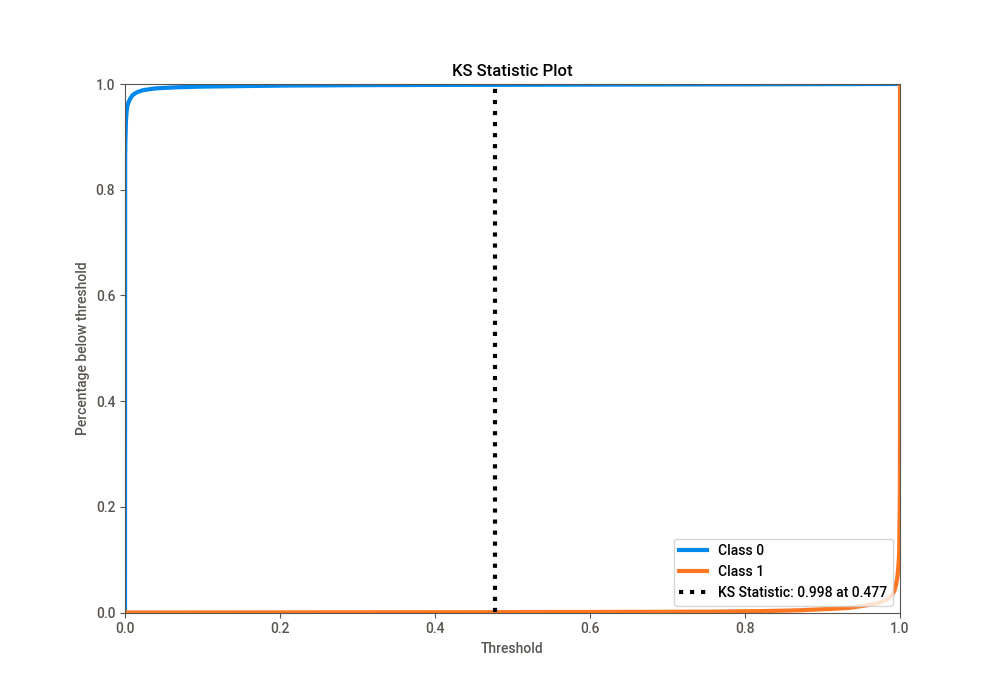 KS Statistic Plot
1.0
0.8
0.6
0.4
0.2
0.0
Percentage below threshold
0.0 0.2 0.4 0.6 0.8 1.0
Threshold
Class 0
Class 1
KS Statistic: 0.998 at 0.477